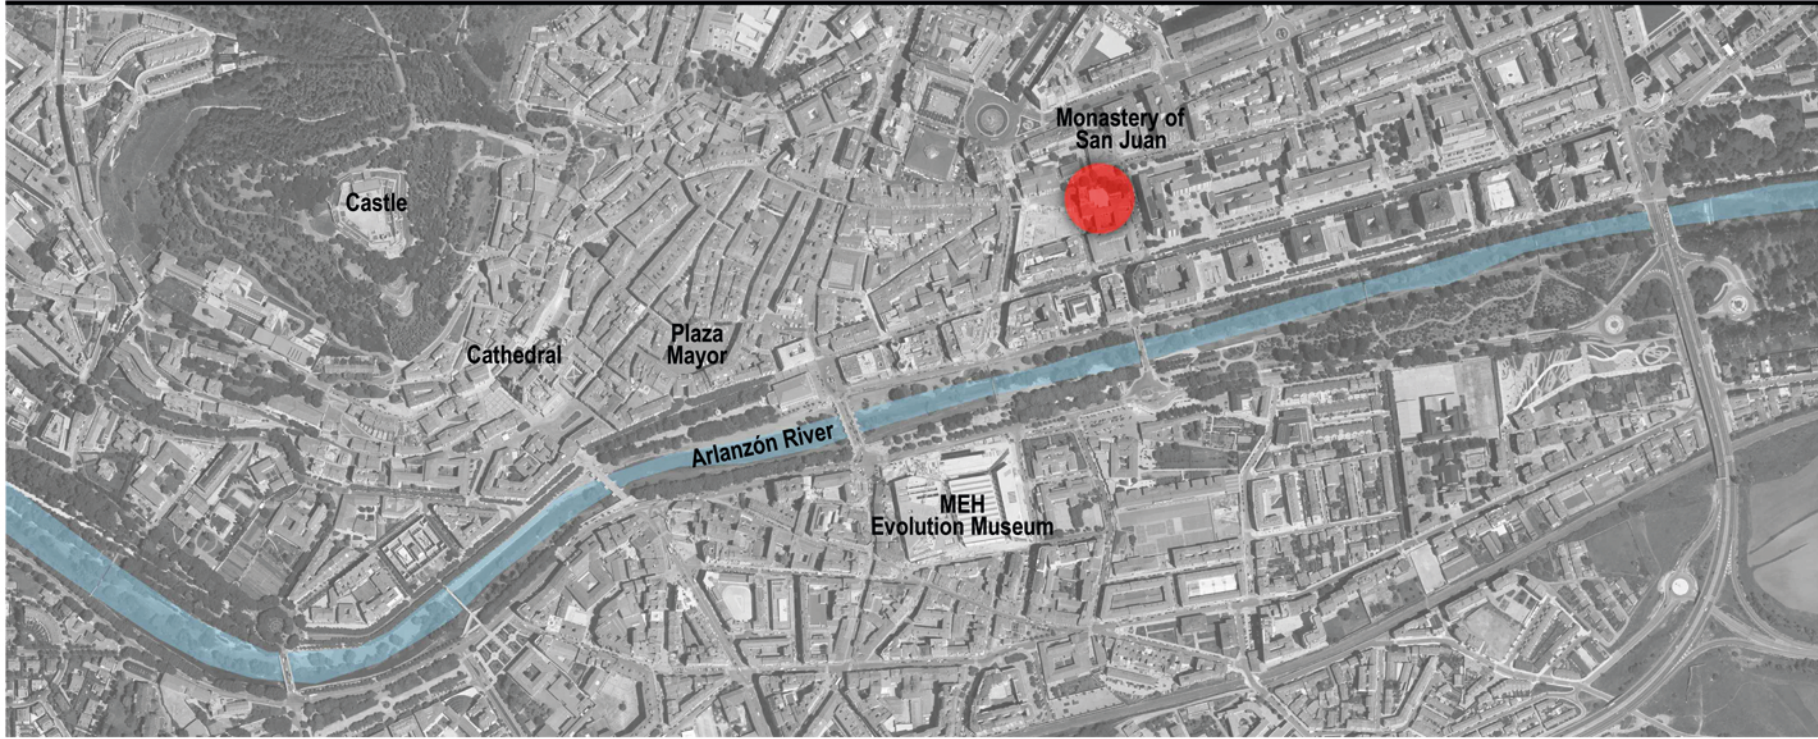 Monastery of
San Juan
Castle
Plaza
Mayor
Cathedral
Arlanzón River
MEH
Evolution Museum